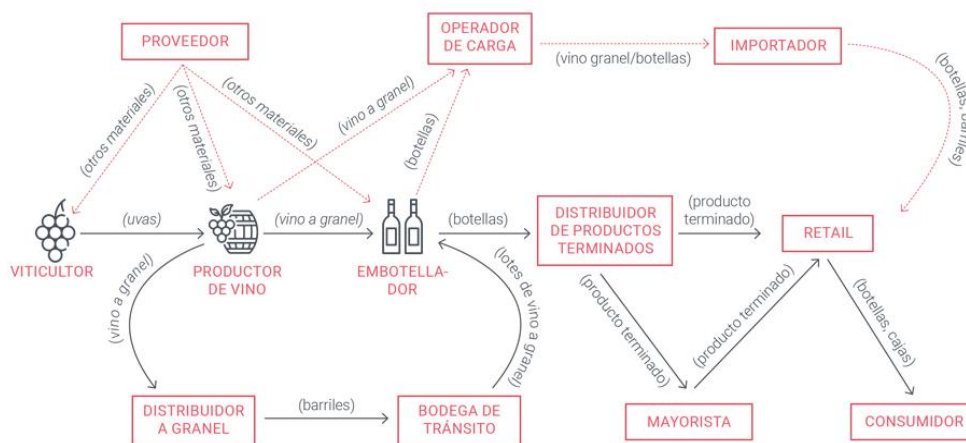 PROVEEDOR
OPERADOR
DE CARGA
(vino granel/botellas)
IMPORTADOR
(botellas, barriles)
(otros materiales)
(otros materiales)
(otros materiales)
(vino a granel)
(botellas)
VITICULTOR
(uvas)
PRODUCTOR
DE VINO
(vino a granel)
EMBOTELLA-
DOR
(botellas)
DISTRIBUIDOR
DE PRODUCTOS
TERMINADOS
(producto
terminado)
RETAIL
(vino a granel)
(lotes de vino a granel)
(producto terminado)
(producto terminado)
(botellas, cajas)
DISTRIBUIDOR
A GRANEL
(barriles)
BODEGA DE
TRÁNSITO
MAYORISTA
CONSUMIDOR